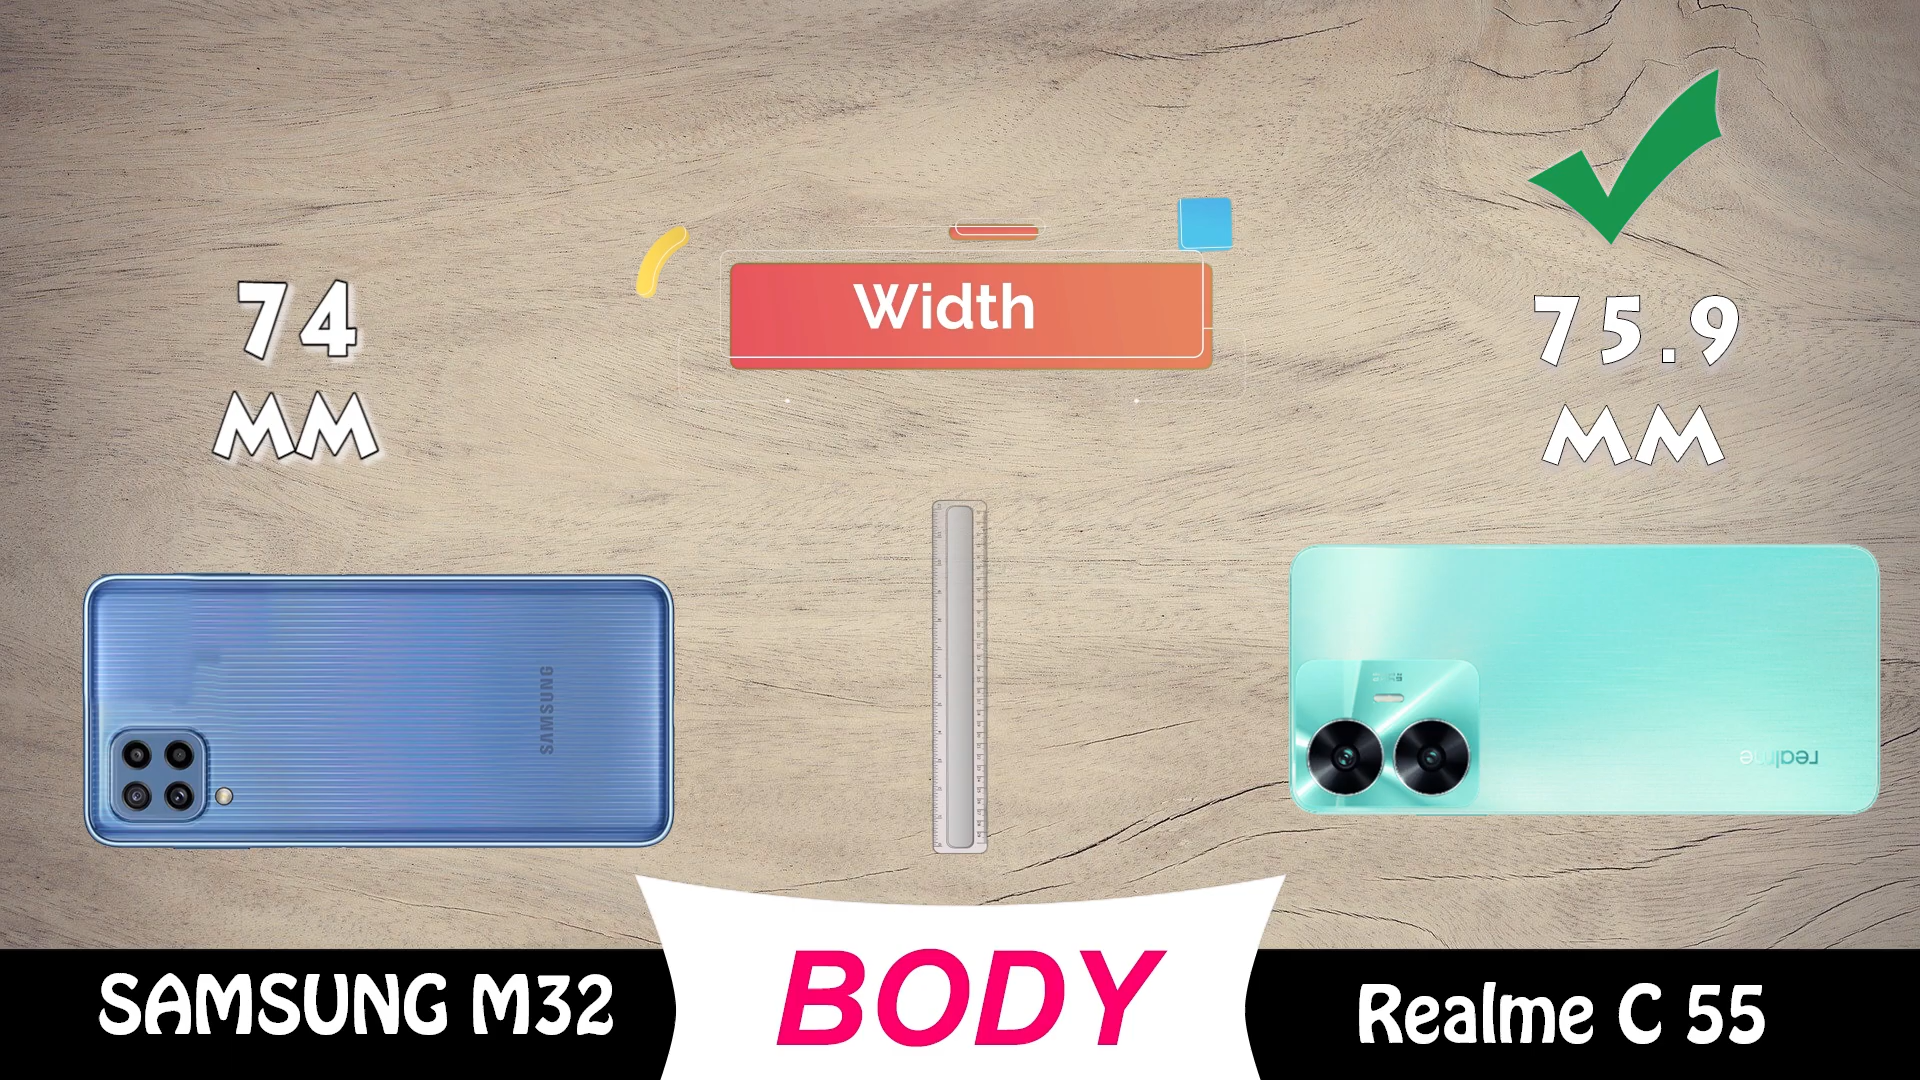 Width
74
MM
75.9
MM
SAMSUNG
realme
BODY
SAMSUNG M32
Realme C 55